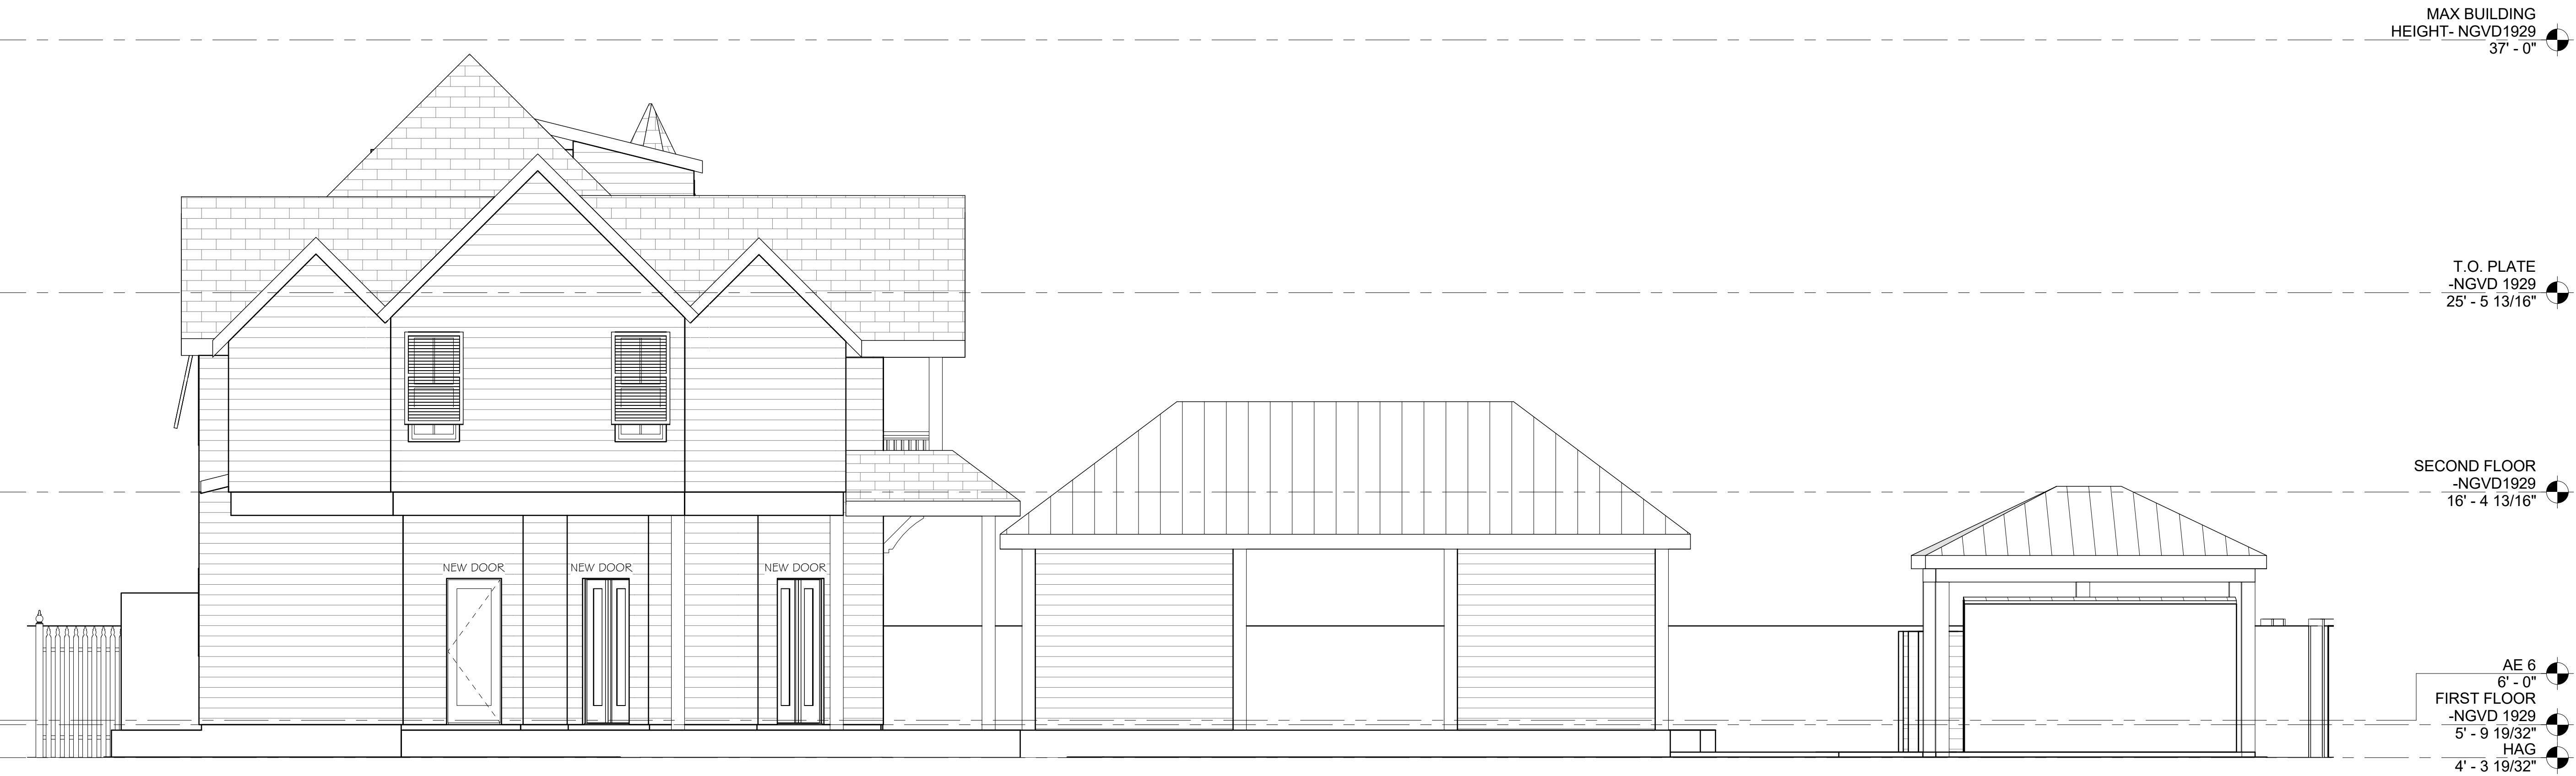 MAX BUILDING
HEIGHT- NGVD1929
37' - 0"
T.O. PLATE
-NGVD 1929
25' - 5 13/16"
SECOND FLOOR
-NGVD1929
16' - 4 13/16"
NEW DOOR
NEW DOOR
NEW DOOR
AE 6
6' - 0"
FIRST FLOOR
-NGVD 1929
5' - 9 19/32"
HAG
4' - 3 19/32"